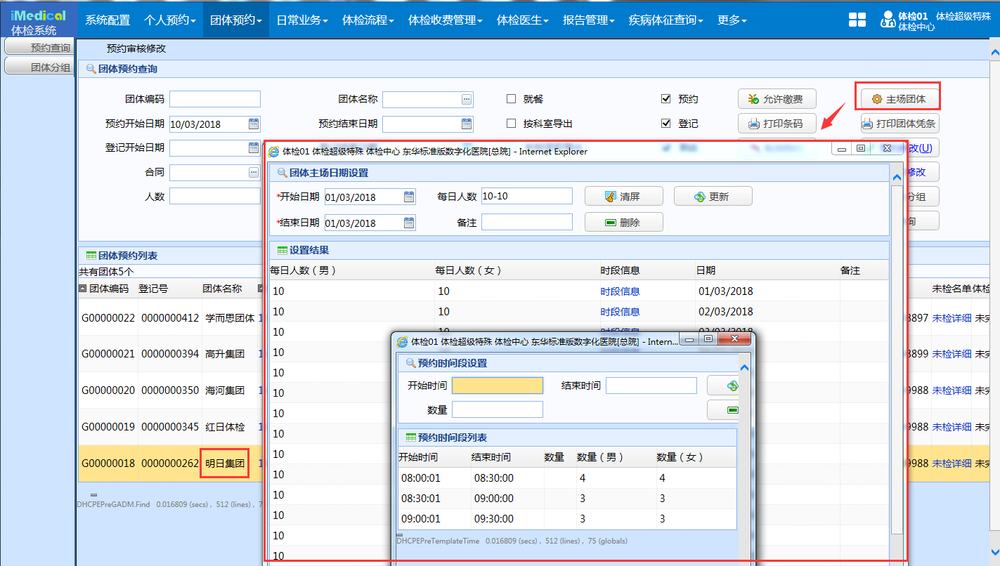 iMedical
体检系统
系统配置 个人预约 团体预约 日常业务 体检流程 体检收费管理 体检医生 报告管理 疾病体征查询 更多
体检01 体检超级特殊
体检中心
预约查询
团体分组
预约审核修改
团体预约查询
团体编码 团体名称 就餐 预约 允许缴费 主场团体
预约开始日期 10/03/2018 预约结束日期 按科室导出 登记 打印条码 打印团体凭条
登记开始日期 改(U)
合同 修改
人数 分组
询
团体预约列表
共有团体5个
团体编码 登记号 团体名称 未检名单 体检
G00000022 0000000412 学而思团体 1 8897 未检详细 未完
G00000021 0000000394 高升集团 1 8899 未检详细 未完
G00000020 0000000350 海河集团 1 9988 未检详细 未完
G00000019 0000000345 红日体检 1 9988 未检详细 未完
G00000018 0000000262 明日集团 1 9988 未检详细 未完
DHCPEPreGADM.Find 0.016809 (secs) , 512 (lines) , 7
体检01 体检超级特殊 体检中心 东华标准版数字化医院[总院] - Internet Explorer
团体主场日期设置
*开始日期 01/03/2018 每日人数 10-10 清屏 更新
*结束日期 01/03/2018 备注 删除
设置结果
每日人数 ( 男 ) 每日人数 ( 女 ) 时段信息 日期 备注
10 10 时段信息 01/03/2018
10 10 时段信息 02/03/2018
10 10 时段信息 03/03/2018
10
10
10
10
10
10
10
10
10
10
10
体检01 体检超级特殊 体检中心 东华标准版数字化医院[总院] - Intern...
预约时间段设置
开始时间 结束时间
数量
预约时间段列表
开始时间 结束时间 数量 数量 ( 男 ) 数量 ( 女 )
08:00:01 08:30:00 4 4
08:30:01 09:00:00 3 3
09:00:01 09:30:00 3 3
DHCPEPreTemplateTime 0.016809 (secs) , 512 (lines) , 75 (globals)